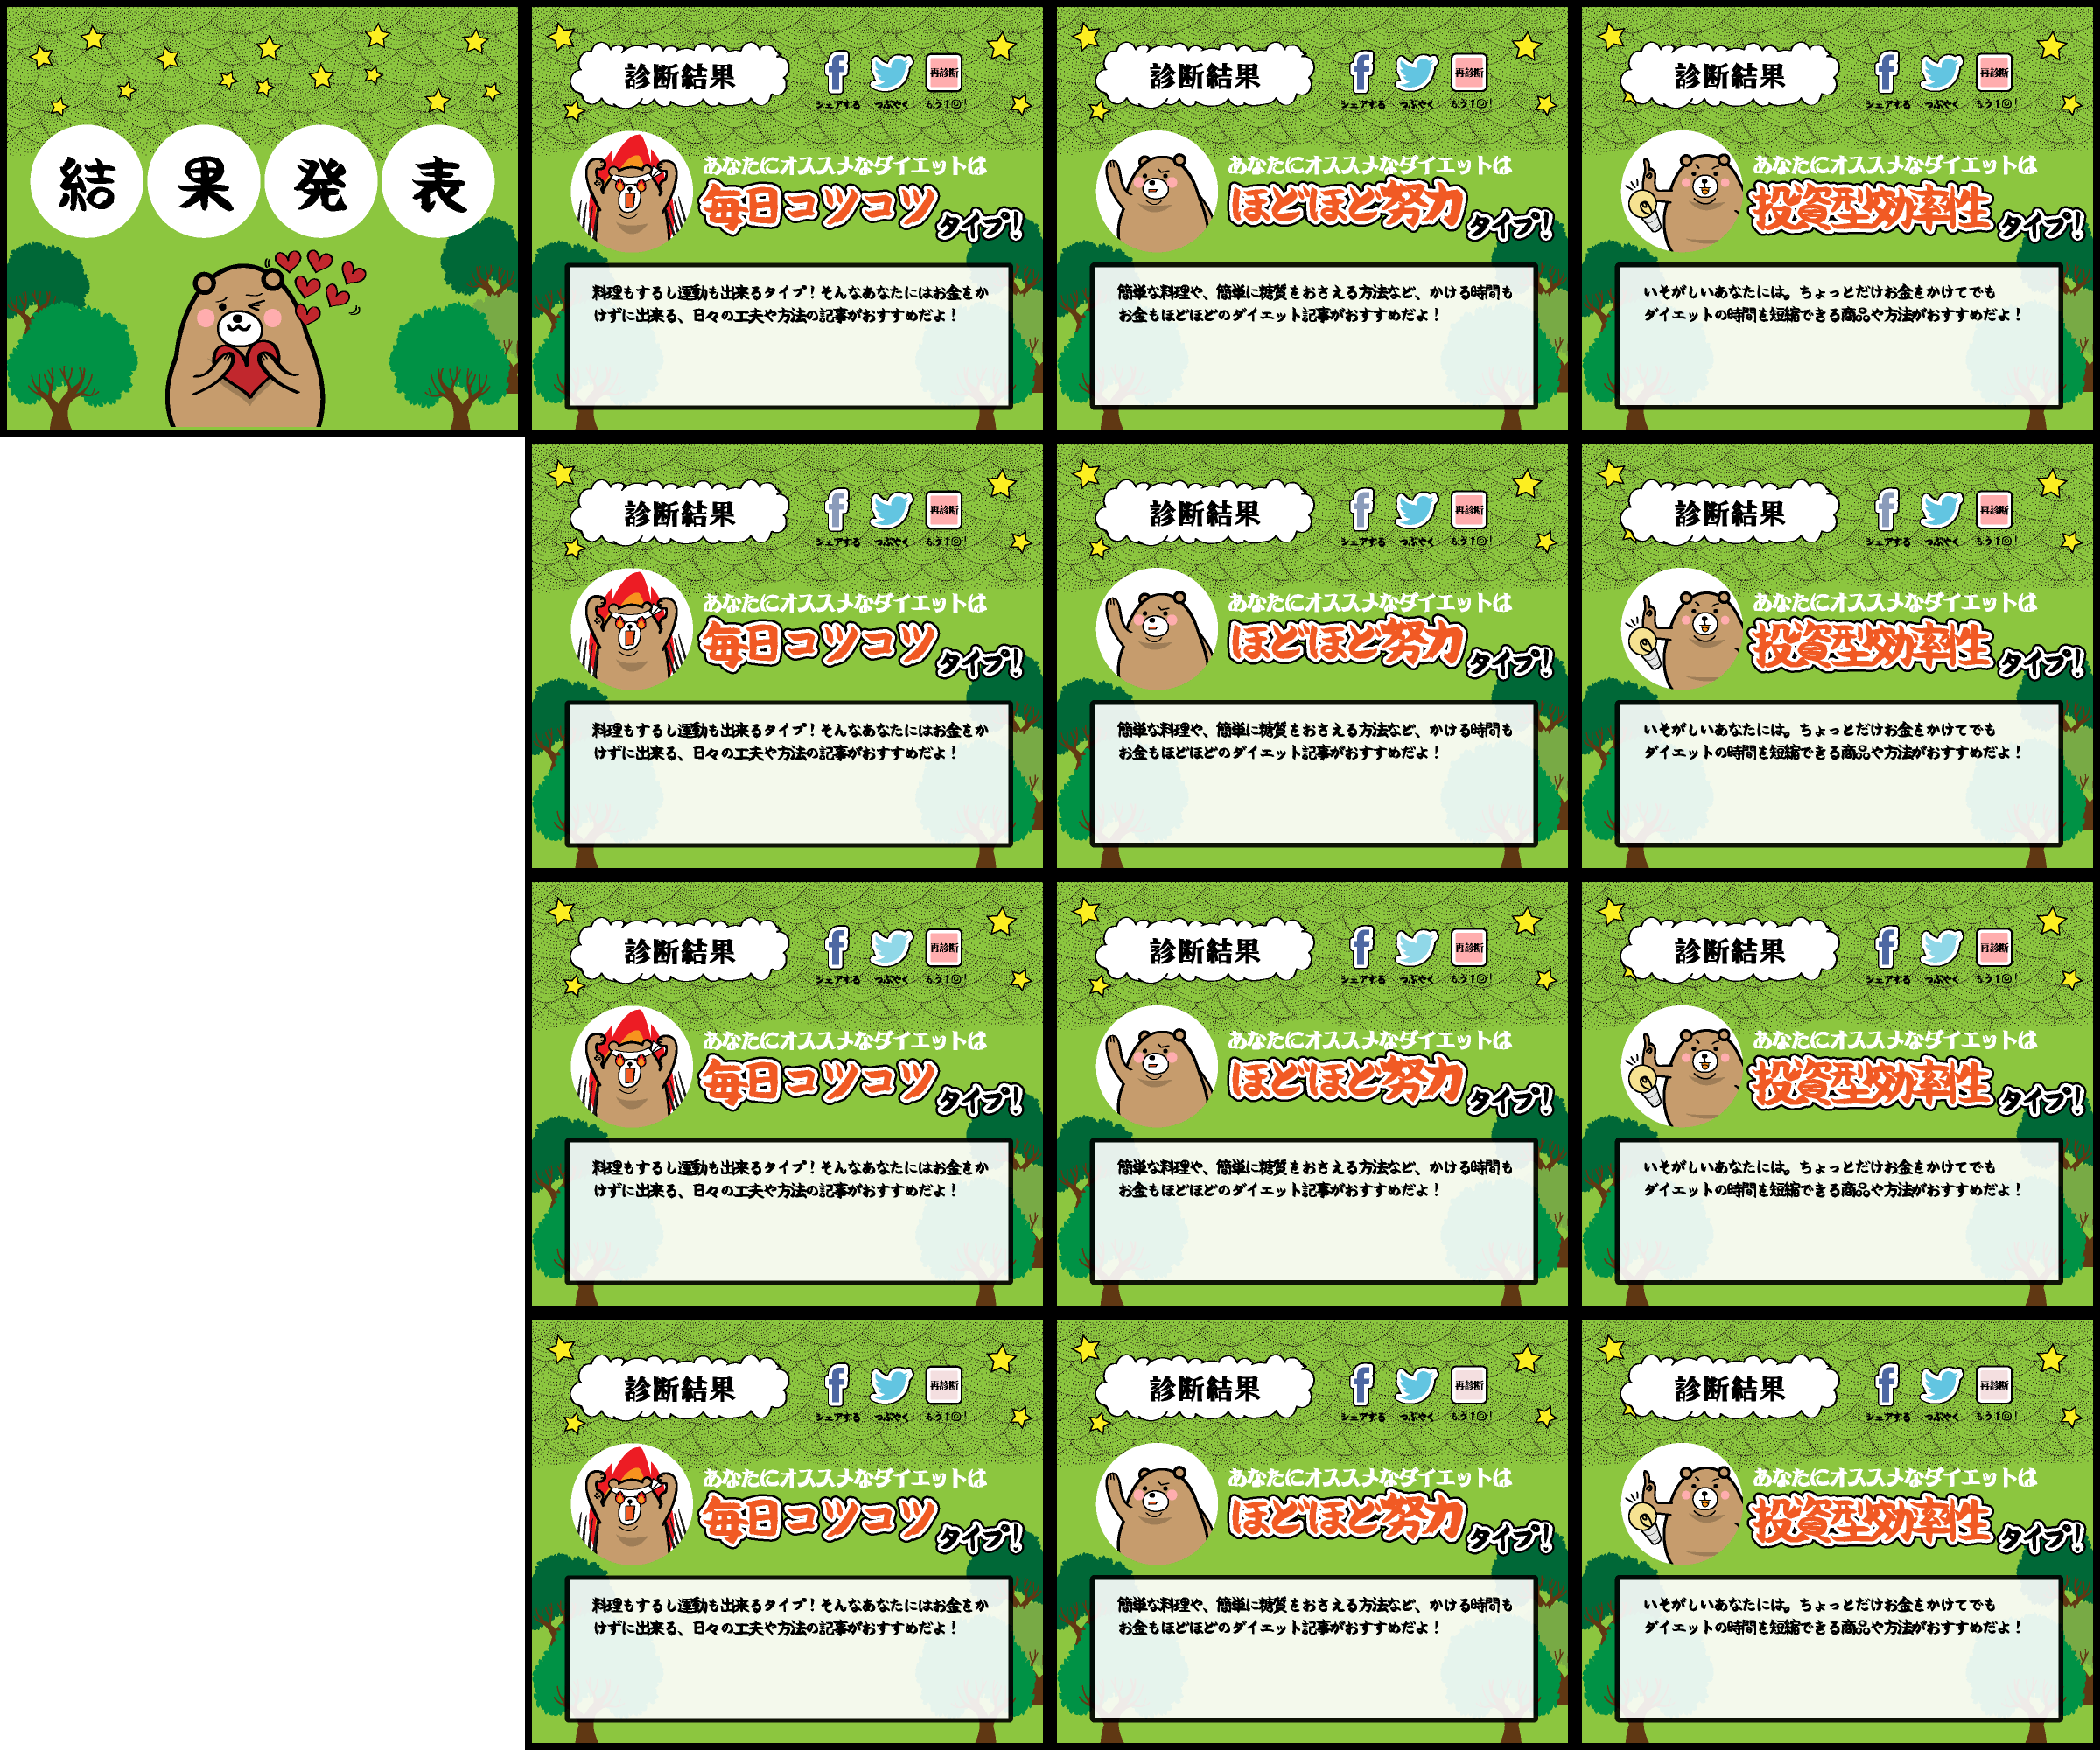 結果発表
診断結果
シェアする つぶやく 再診断 もう1回!
あなたにオススメなダイエットは
毎日コツコツ タイプ!
料理もするし運動も出来るタイプ!そんなあなたにはお金をか
けずに出来る、日々の工夫や方法の記事がおすすめだよ!
診断結果
シェアする つぶやく 再診断 もう1回!
あなたにオススメなダイエットは
ほどほど努力 タイプ!
簡単な料理や、簡単に糖質をおさえる方法など、かける時間も
お金もほどほどのダイエット記事がおすすめだよ!
診断結果
シェアする つぶやく 再診断 もう1回!
あなたにオススメなダイエットは
投資型効率性 タイプ!
いそがしいあなたには。ちょっとだけお金をかけてでも
ダイエットの時間を短縮できる商品や方法がおすすめだよ!
診断結果
シェアする つぶやく 再診断 もう1回!
あなたにオススメなダイエットは
毎日コツコツ タイプ!
料理もするし運動も出来るタイプ!そんなあなたにはお金をか
けずに出来る、日々の工夫や方法の記事がおすすめだよ!
診断結果
シェアする つぶやく 再診断 もう1回!
あなたにオススメなダイエットは
ほどほど努力 タイプ!
簡単な料理や、簡単に糖質をおさえる方法など、かける時間も
お金もほどほどのダイエット記事がおすすめだよ!
診断結果
シェアする つぶやく 再診断 もう1回!
あなたにオススメなダイエットは
投資型効率性 タイプ!
いそがしいあなたには。ちょっとだけお金をかけてでも
ダイエットの時間を短縮できる商品や方法がおすすめだよ!
診断結果
シェアする つぶやく 再診断 もう1回!
あなたにオススメなダイエットは
毎日コツコツ タイプ!
料理もするし運動も出来るタイプ!そんなあなたにはお金をか
けずに出来る、日々の工夫や方法の記事がおすすめだよ!
診断結果
シェアする つぶやく 再診断 もう1回!
あなたにオススメなダイエットは
ほどほど努力 タイプ!
簡単な料理や、簡単に糖質をおさえる方法など、かける時間も
お金もほどほどのダイエット記事がおすすめだよ!
診断結果
シェアする つぶやく 再診断 もう1回!
あなたにオススメなダイエットは
投資型効率性 タイプ!
いそがしいあなたには。ちょっとだけお金をかけてでも
ダイエットの時間を短縮できる商品や方法がおすすめだよ!
診断結果
シェアする つぶやく 再診断 もう1回!
あなたにオススメなダイエットは
毎日コツコツ タイプ!
料理もするし運動も出来るタイプ!そんなあなたにはお金をか
けずに出来る、日々の工夫や方法の記事がおすすめだよ!
診断結果
シェアする つぶやく 再診断 もう1回!
あなたにオススメなダイエットは
ほどほど努力 タイプ!
簡単な料理や、簡単に糖質をおさえる方法など、かける時間も
お金もほどほどのダイエット記事がおすすめだよ!
診断結果
シェアする つぶやく 再診断 もう1回!
あなたにオススメなダイエットは
投資型効率性 タイプ!
いそがしいあなたには。ちょっとだけお金をかけてでも
ダイエットの時間を短縮できる商品や方法がおすすめだよ!